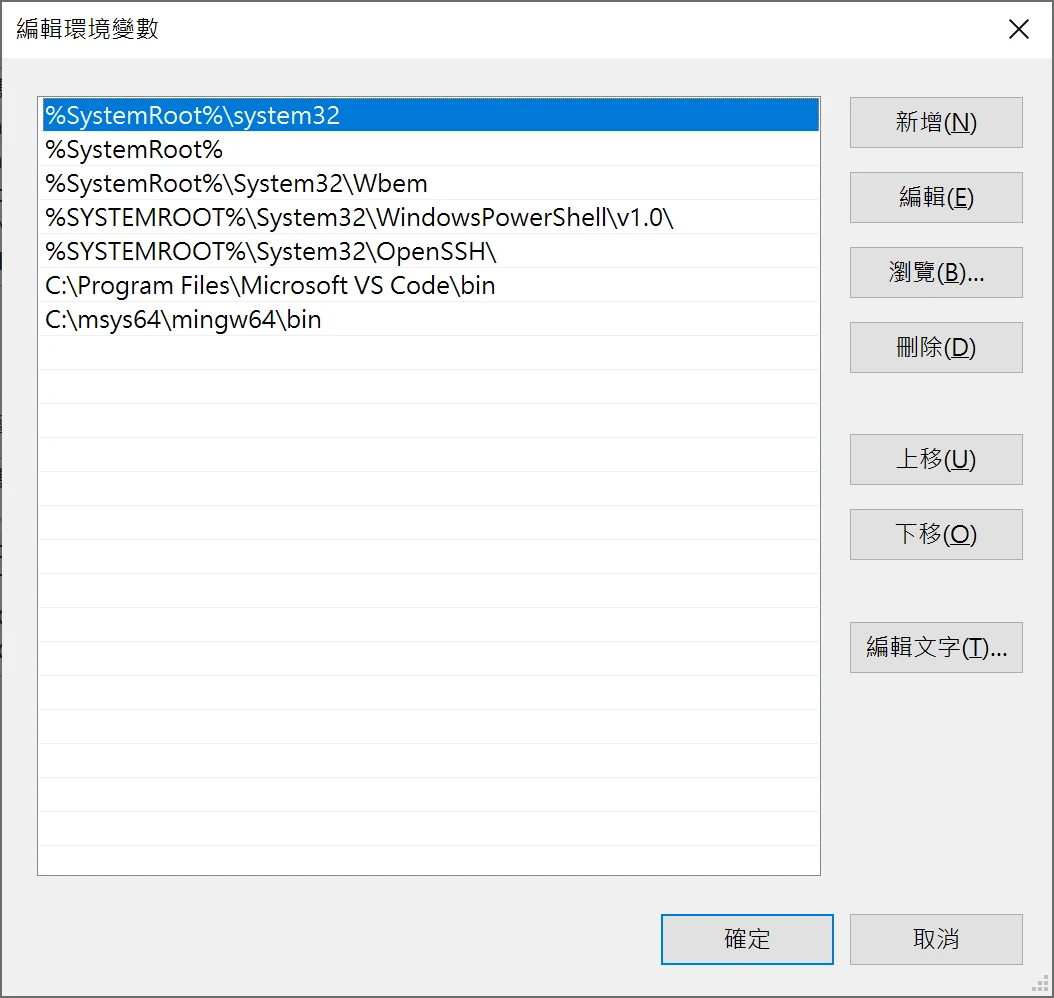 編輯環境變數
%SystemRoot%\system32
%SystemRoot%
%SystemRoot%\System32\Wbem
%SYSTEMROOT%\System32\WindowsPowerShell\v1.0\
%SYSTEMROOT%\System32\OpenSSH\
C:\Program Files\Microsoft VS Code\bin
C:\msys64\mingw64\bin
新增(N)
編輯(E)
瀏覽(B)...
刪除(D)
上移(U)
下移(O)
編輯文字(T)...
確定
取消